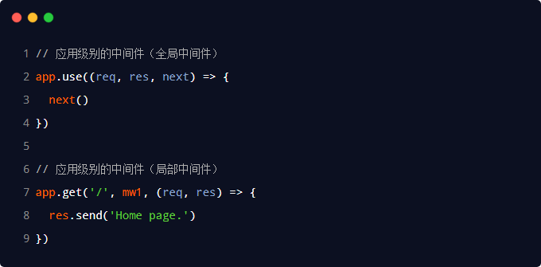 1 // 应用级别的中间件（全局中间件）
2 app.use((req, res, next) => {
3   next()
4 })
5
6 // 应用级别的中间件（局部中间件）
7 app.get('/', mw1, (req, res) => {
8   res.send('Home page.')
9 })